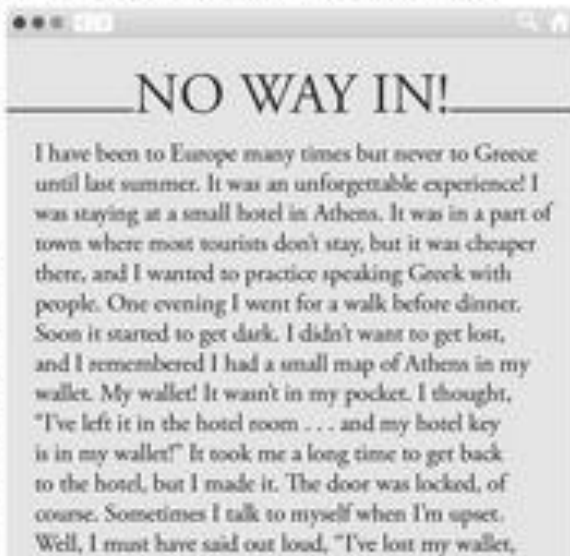 NO WAY IN!
I have been to Europe many times but never to Greece
until last summer. It was an unforgettable experience! I
was staying at a small hotel in Athens. It was in a part of
town where most tourists don't stay, but it was cheaper
there, and I wanted to practice speaking Greek with
people. One evening I went for a walk before dinner.
Soon it started to get dark. I didn't want to get lost,
and I remembered I had a small map of Athens in my
wallet. My wallet! It wasn't in my pocket. I thought,
"I've left it in the hotel room . . . and my hotel key
is in my wallet!" It took me a long time to get back
to the hotel, but I made it. The door was locked, of
course. Sometimes I talk to myself when I'm upset.
Well, I must have said out loud, "I've lost my wallet,